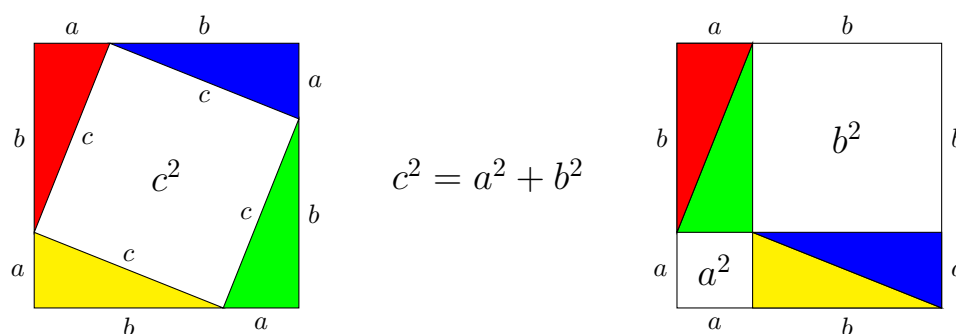 a b a b
b c a c b b
c² c² = a² + b² b²
c b
a c a a² a
b a a b